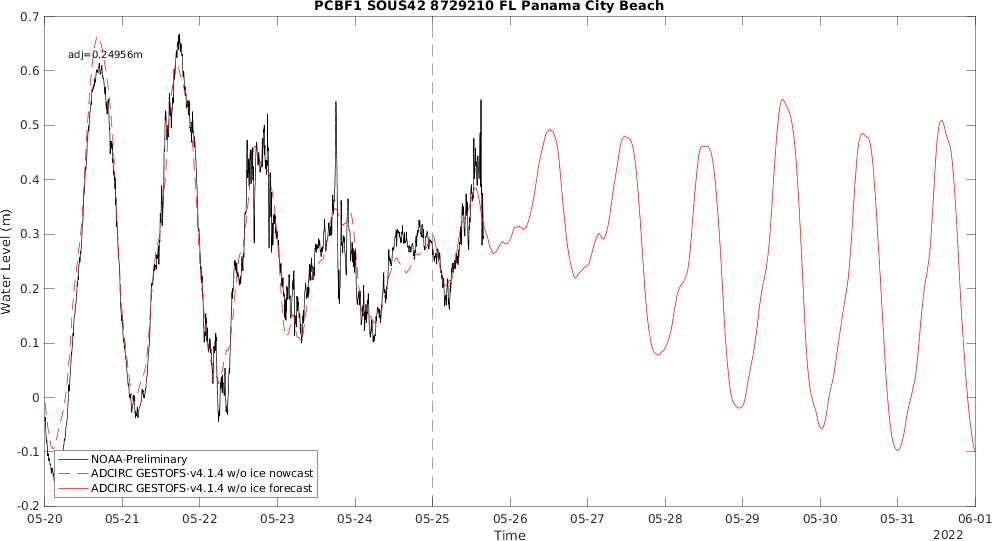 PCBF1 SOUS42 8729210 FL Panama City Beach
adj=0.24956m
Water Level (m)
0.7
0.6
0.5
0.4
0.3
0.2
0.1
0
-0.1
-0.2
NOAA-Preliminary
ADCIRC GESTOFS-v4.1.4 w/o ice nowcast
ADCIRC GESTOFS-v4.1.4 w/o ice forecast
05-20 05-21 05-22 05-23 05-24 05-25 05-26 05-27 05-28 05-29 05-30 05-31 06-01
Time
2022